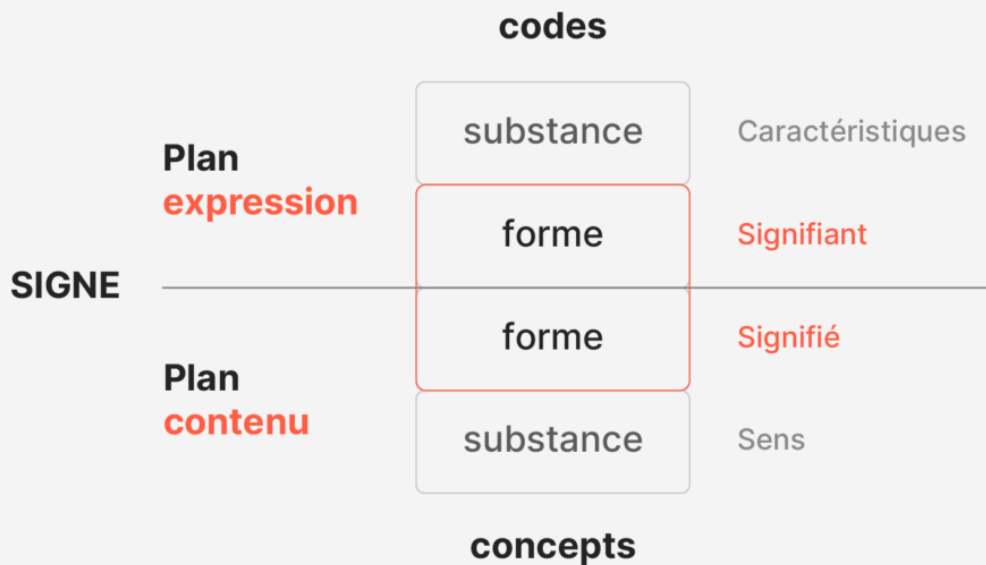 codes
substance
Caractéristiques
Plan
expression
forme
Signifiant
SIGNE
forme
Signifié
Plan
contenu
substance
Sens
concepts